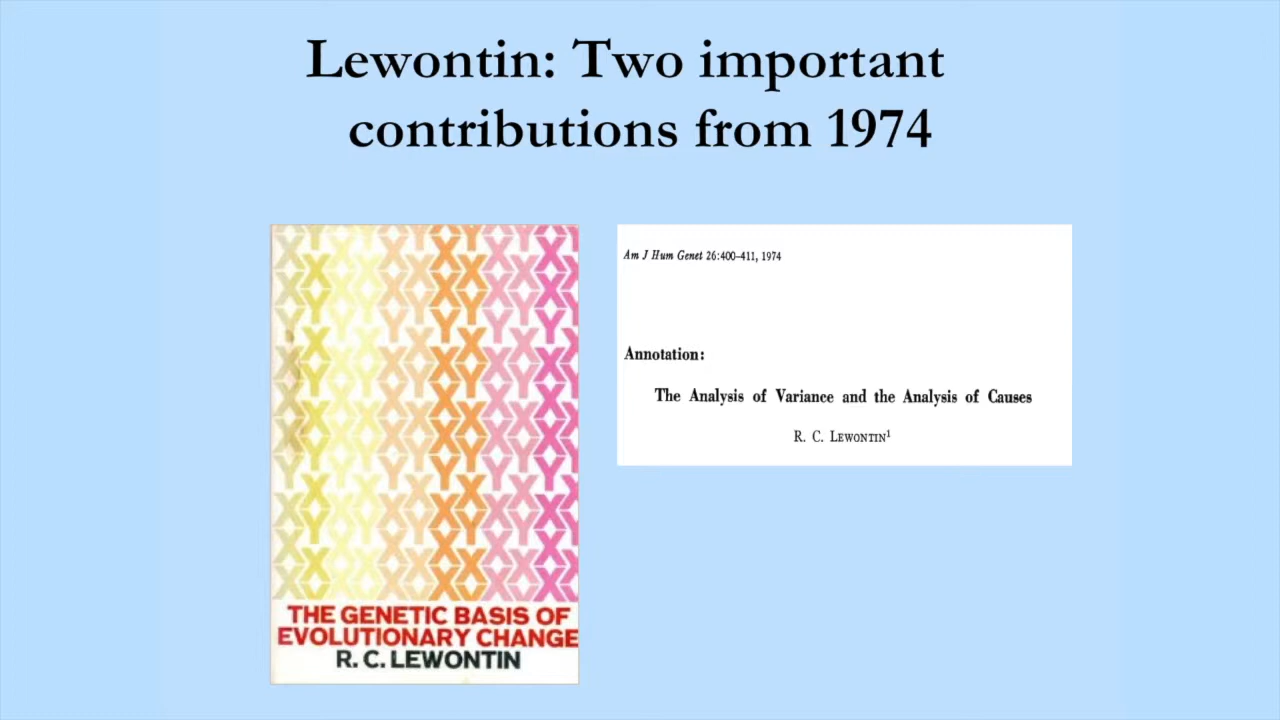 Lewontin: Two important
contributions from 1974
THE GENETIC BASIS OF
EVOLUTIONARY CHANGE
R. C. LEWONTIN
Am J Hum Genet 26:400–411, 1974
Annotation:
The Analysis of Variance and the Analysis of Causes
R. C. LEWONTIN¹